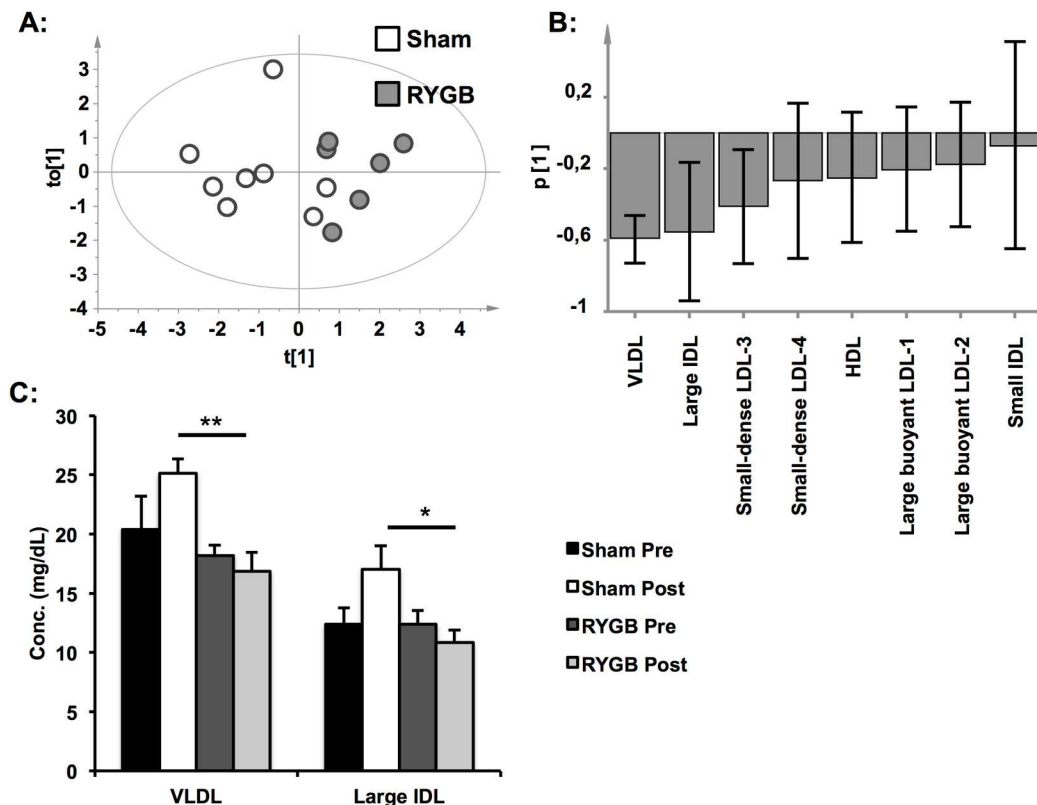 A:
Sham
RYGB
to[1]
3
2
1
0
-1
-2
-3
-4
-5 -4 -3 -2 -1 0 1 2 3 4
t[1]
B:
p [1]
0,2
-0,2
-0,6
-1
VLDL
Large IDL
Small-dense LDL-3
Small-dense LDL-4
HDL
Large buoyant LDL-1
Large buoyant LDL-2
Small IDL
C:
Conc. (mg/dL)
30
25
20
15
10
5
0
**
*
VLDL Large IDL
Sham Pre
Sham Post
RYGB Pre
RYGB Post